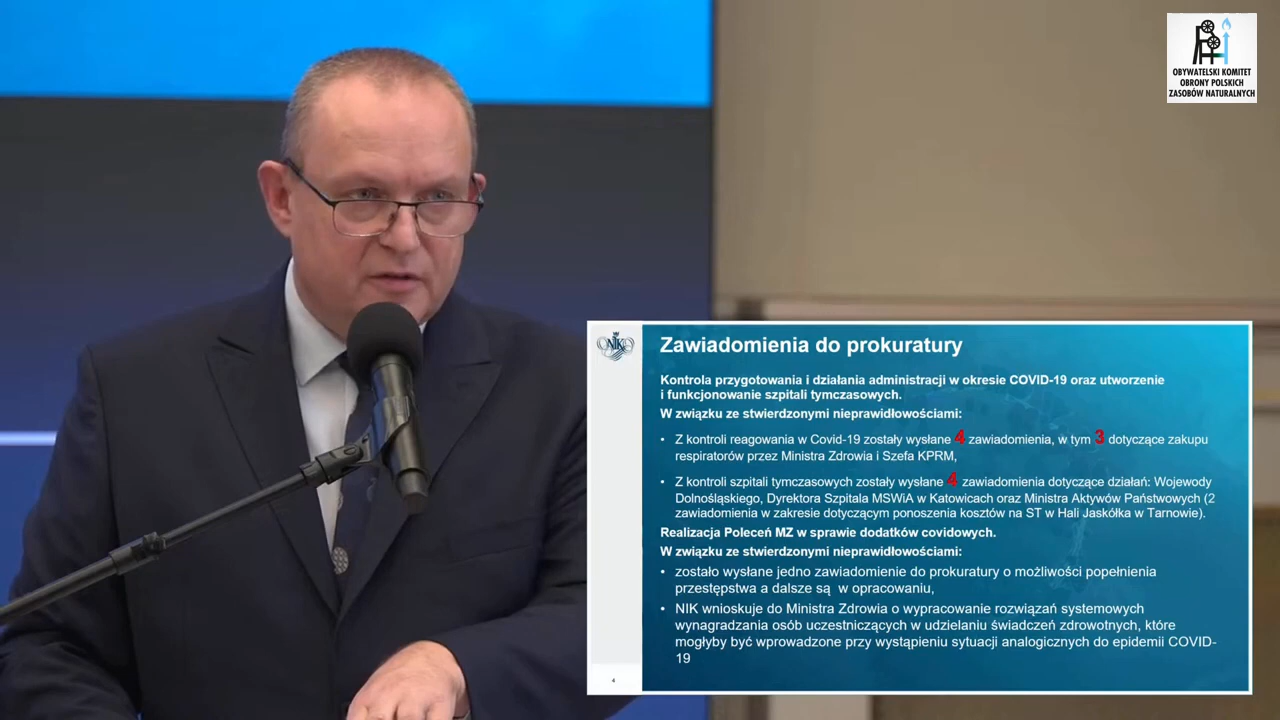 OBYWATELSKI KOMITET
OBRONY POLSKICH
ZASOBÓW NATURALNYCH
NIK
Zawiadomienia do prokuratury
Kontrola przygotowania i działania administracji w okresie COVID-19 oraz utworzenie
i funkcjonowanie szpitali tymczasowych.
W związku ze stwierdzonymi nieprawidłowościami:
• Z kontroli reagowania w Covid-19 zostały wysłane 4 zawiadomienia, w tym 3 dotyczące zakupu
respiratorów przez Ministra Zdrowia i Szefa KPRM,
• Z kontroli szpitali tymczasowych zostały wysłane 4 zawiadomienia dotyczące działań: Wojewody
Dolnośląskiego, Dyrektora Szpitala MSWiA w Katowicach oraz Ministra Aktywów Państwowych (2
zawiadomienia w zakresie dotyczącym ponoszenia kosztów na ST w Hali Jaskółka w Tarnowie).
Realizacja Poleceń MZ w sprawie dodatków covidowych.
W związku ze stwierdzonymi nieprawidłowościami:
• zostało wysłane jedno zawiadomienie do prokuratury o możliwości popełnienia
przestępstwa a dalsze są w opracowaniu,
• NIK wnioskuje do Ministra Zdrowia o wypracowanie rozwiązań systemowych
wynagradzania osób uczestniczących w udzielaniu świadczeń zdrowotnych, które
mogłyby być wprowadzone przy wystąpieniu sytuacji analogicznych do epidemii COVID-
19
4